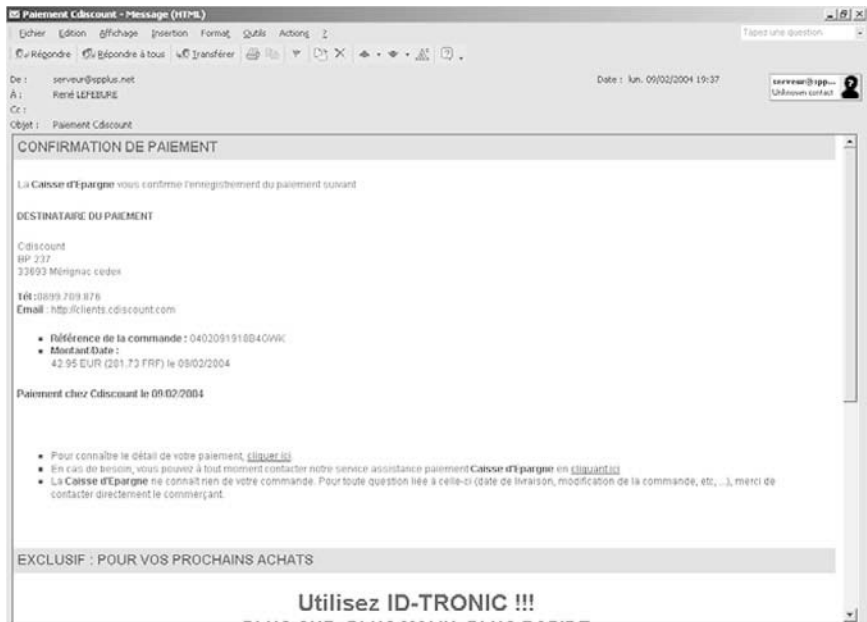 Paiement Cdiscount - Message (HTML)
Fichier Edition Affichage Insertion Format Outils Actions ?
Tapez une question
Répondre Répondre à tous Transférer
De : serveur@spplus.net Date : lun. 09/02/2004 19:37
serveur@spp...
Unknown contact
À : René LEFEBURE
Cc :
Objet : Paiement Cdiscount
CONFIRMATION DE PAIEMENT
La Caisse d'Epargne vous confirme l'enregistrement du paiement suivant
DESTINATAIRE DU PAIEMENT
Cdiscount
BP 237
33693 Mérignac cedex
Tél :0899.709.876
Email : http://clients.cdiscount.com
Référence de la commande : 0402091918B4GWK
Montant/Date :
42.95 EUR (281.73 FRF) le 09/02/2004
Paiement chez Cdiscount le 09/02/2004
Pour connaître le détail de votre paiement, cliquer ici
En cas de besoin, vous pouvez à tout moment contacter notre service assistance paiement Caisse d'Epargne en cliquant ici
La Caisse d'Epargne ne connaît rien de votre commande. Pour toute question liée à celle-ci (date de livraison, modification de la commande, etc, ...), merci de
contacter directement le commerçant.
EXCLUSIF : POUR VOS PROCHAINS ACHATS
Utilisez ID-TRONIC !!!